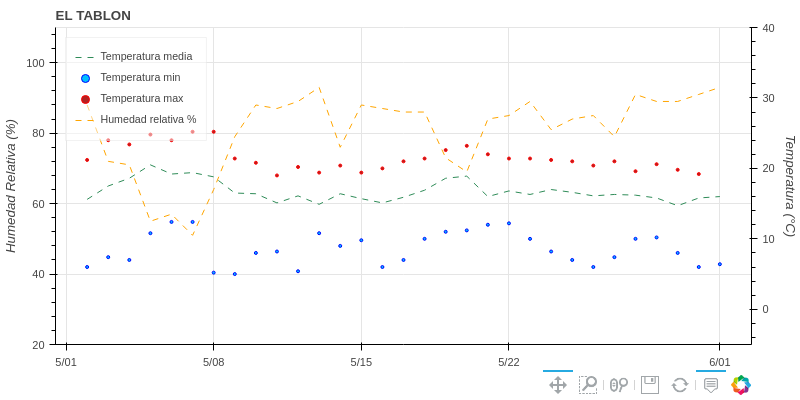 EL TABLON
Temperatura media
Temperatura min
Temperatura max
Humedad relativa %
Humedad Relativa (%)
100
80
60
40
20
Temperatura (°C)
40
30
20
10
0
5/01
5/08
5/15
5/22
6/01